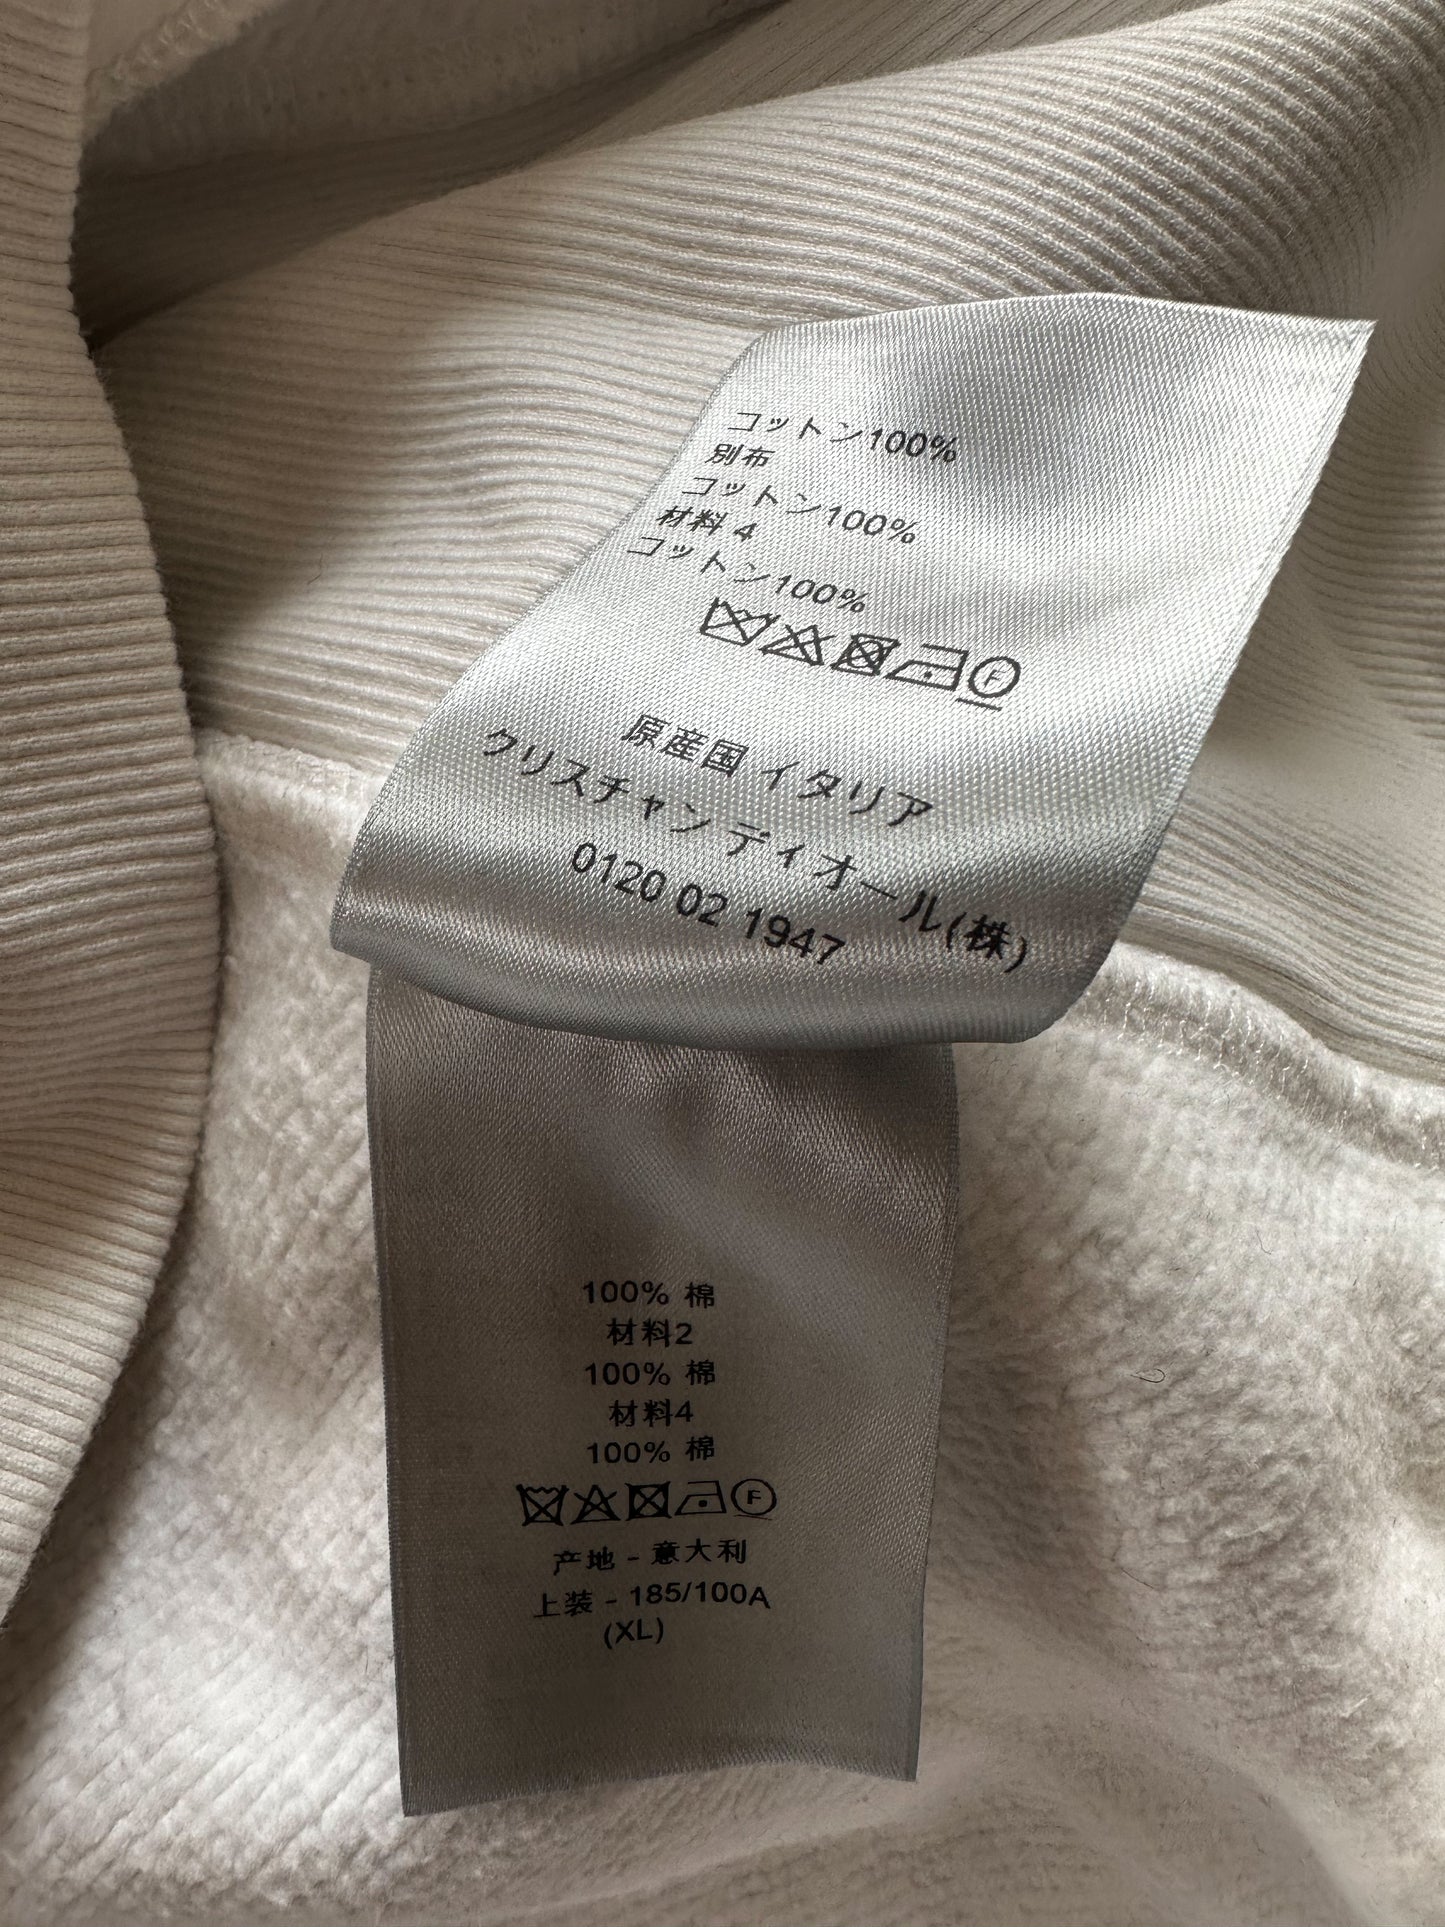 コットン100%
別布
コットン100%
材料 4
コットン100%
F
原産国 イタリア
クリスチャン ディオール(株)
0120 02 1947
100% 棉
材料2
100% 棉
材料4
100% 棉
F
产地 - 意大利
上装 - 185/100A
(XL)